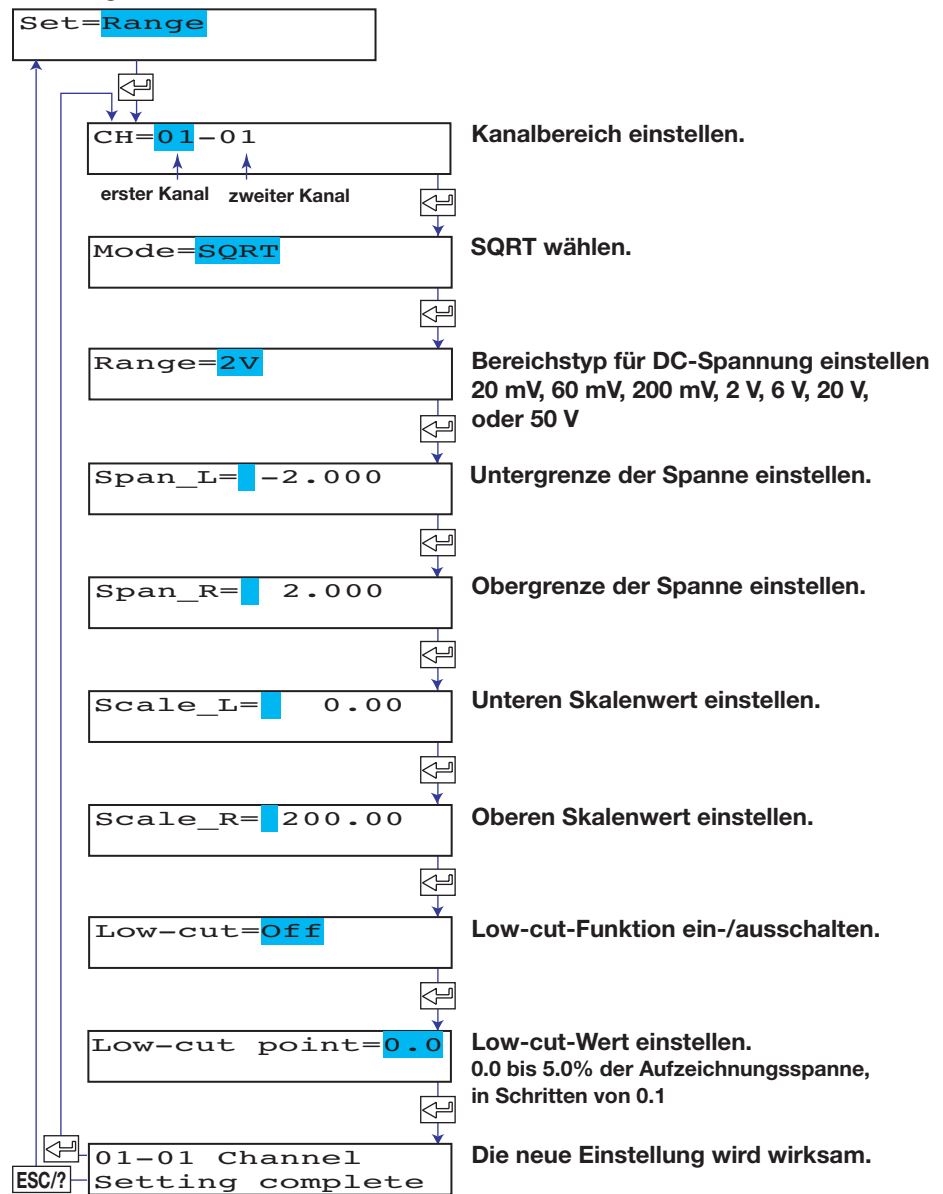 Set=Range
CH=01-01
Kanalbereich einstellen.
erster Kanal zweiter Kanal
Mode=SQRT
SQRT wählen.
Range=2V
Bereichstyp für DC-Spannung einstellen
20 mV, 60 mV, 200 mV, 2 V, 6 V, 20 V,
oder 50 V
Span_L= -2.000
Untergrenze der Spanne einstellen.
Span_R= 2.000
Obergrenze der Spanne einstellen.
Scale_L= 0.00
Unteren Skalenwert einstellen.
Scale_R= 200.00
Oberen Skalenwert einstellen.
Low-cut=Off
Low-cut-Funktion ein-/ausschalten.
Low-cut point=0.0
Low-cut-Wert einstellen.
0.0 bis 5.0% der Aufzeichnungsspanne,
in Schritten von 0.1
01-01 Channel
Setting complete
Die neue Einstellung wird wirksam.
ESC/?